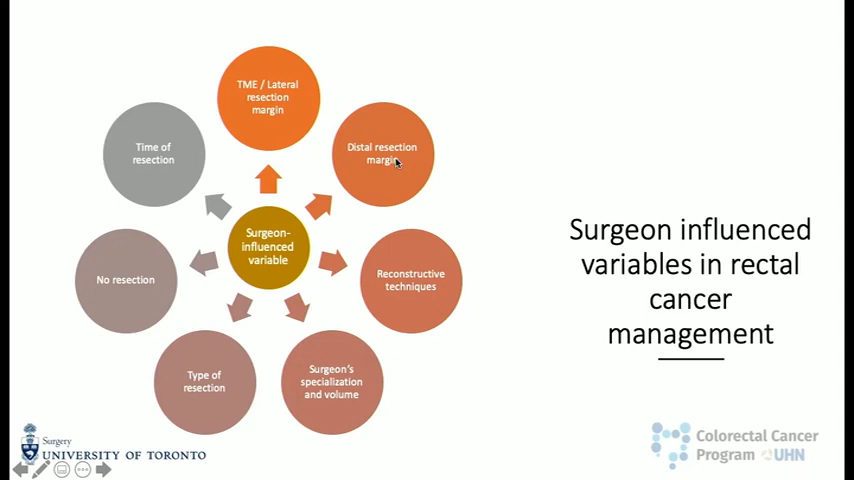 TME / Lateral
resection
margin
Distal resection
margin
Reconstructive
techniques
Surgeon's
specialization
and volume
Type of
resection
No resection
Time of
resection
Surgeon-
influenced
variable
Surgeon influenced
variables in rectal
cancer
management
Surgery
UNIVERSITY OF TORONTO
Colorectal Cancer
Program UHN